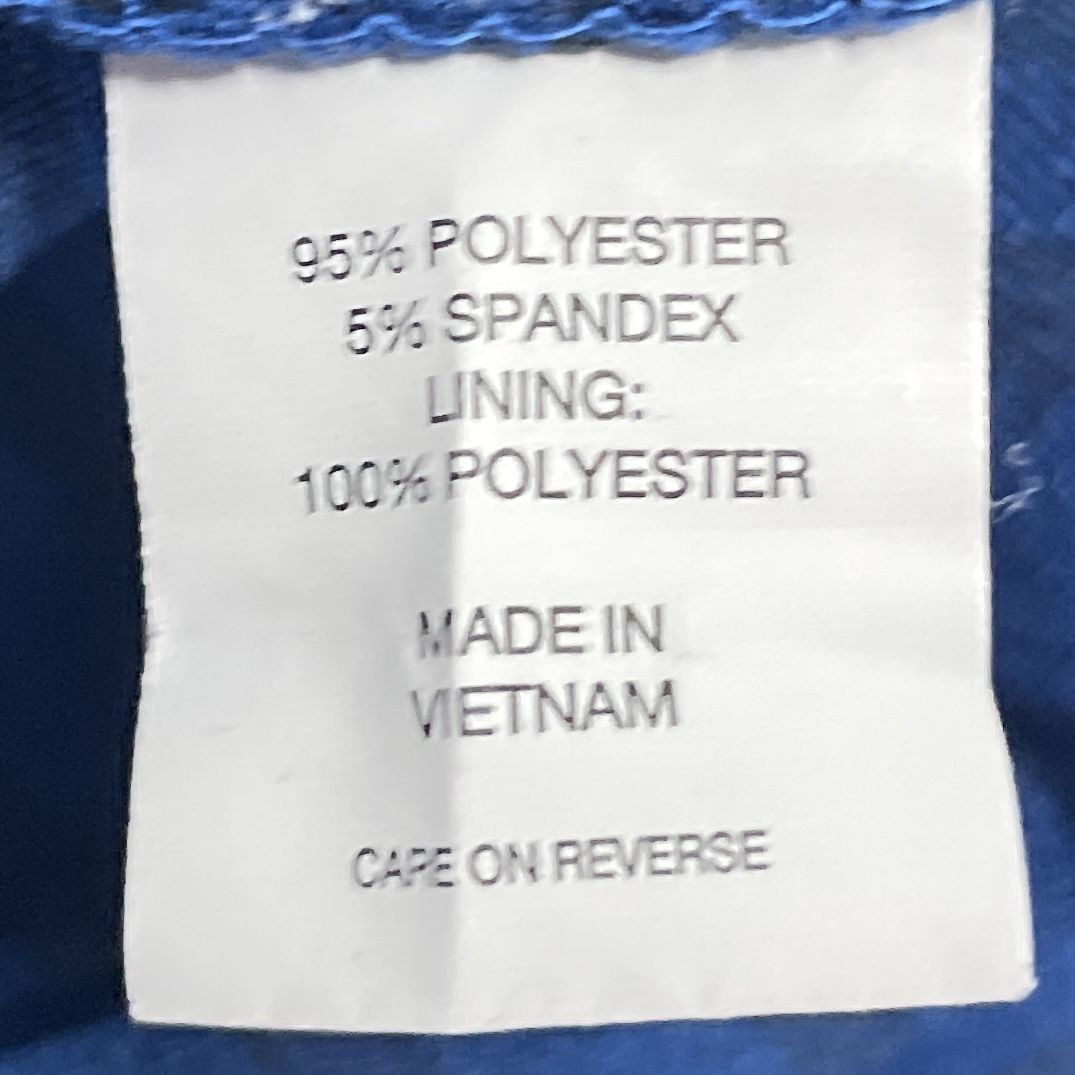 95% POLYESTER
5% SPANDEX
LINING:
100% POLYESTER
MADE IN
VIETNAM
CARE ON REVERSE